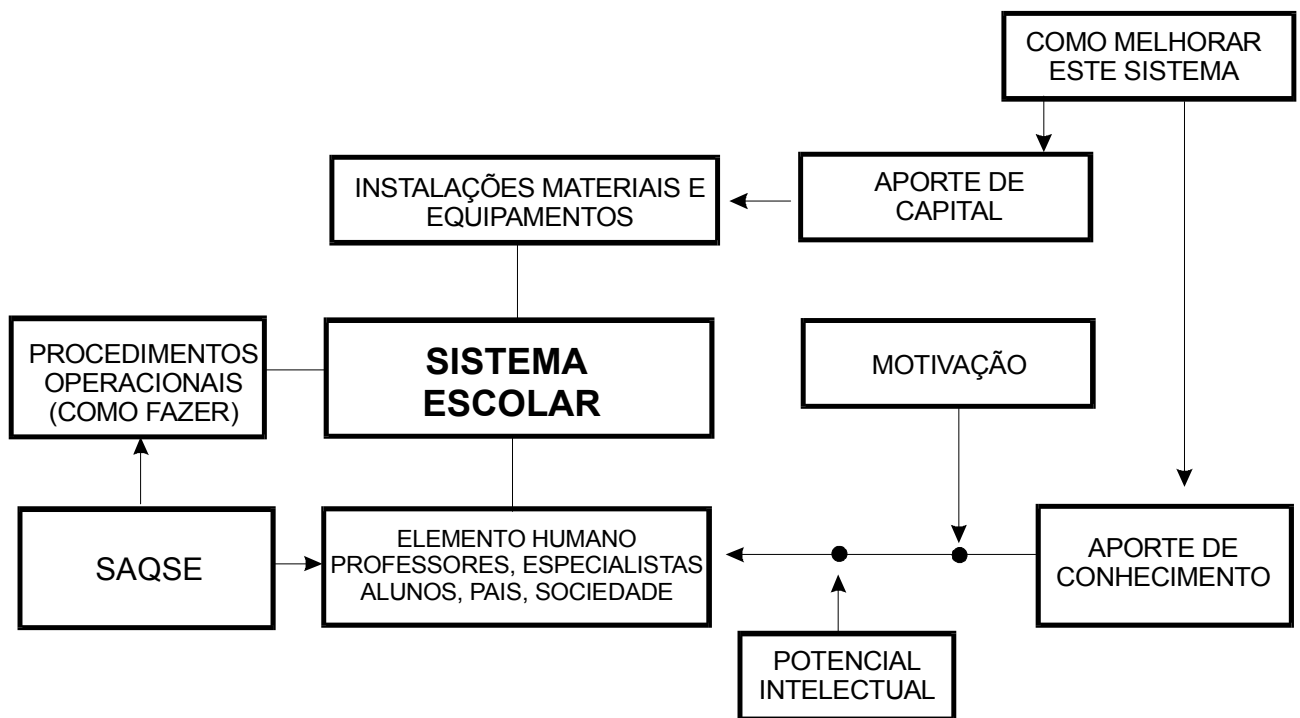 COMO MELHORAR
ESTE SISTEMA
INSTALAÇÕES MATERIAIS E
EQUIPAMENTOS
APORTE DE
CAPITAL
PROCEDIMENTOS
OPERACIONAIS
(COMO FAZER)
SISTEMA
ESCOLAR
MOTIVAÇÃO
SAQSE
ELEMENTO HUMANO
PROFESSORES, ESPECIALISTAS
ALUNOS, PAIS, SOCIEDADE
APORTE DE
CONHECIMENTO
POTENCIAL
INTELECTUAL